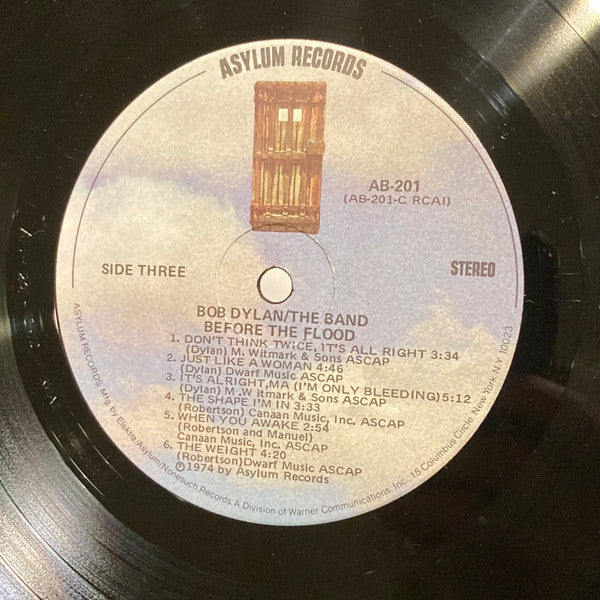 ASYLUM RECORDS
AB-201
(AB-201-C RCAI)
SIDE THREE
STEREO
BOB DYLAN/THE BAND
BEFORE THE FLOOD
1. DON'T THINK TWICE, IT'S ALL RIGHT 3:34
(Dylan) M. Witmark & Sons ASCAP
2. JUST LIKE A WOMAN 4:46
(Dylan) Dwarf Music ASCAP
3. IT'S ALRIGHT,MA (I'M ONLY BLEEDING)5:12
(Dylan) M .W itmark & Sons ASCAP
4. THE SHAPE I'M IN 3:33
(Robertson) Canaan Music, Inc. ASCAP
5. WHEN YOU AWAKE 2:54
(Robertson and Manuel)
Canaan Music, Inc. ASCAP
6. THE WEIGHT 4:20
(Robertson)Dwarf Music ASCAP
Ⓟ1974 by Asylum Records
ASYLUM RECORDS Mfg by Elektra/Asylum/Nonesuch Records. A Division of Warner Communications, Inc. 15 Columbus Circle, New York, N.Y. 10023